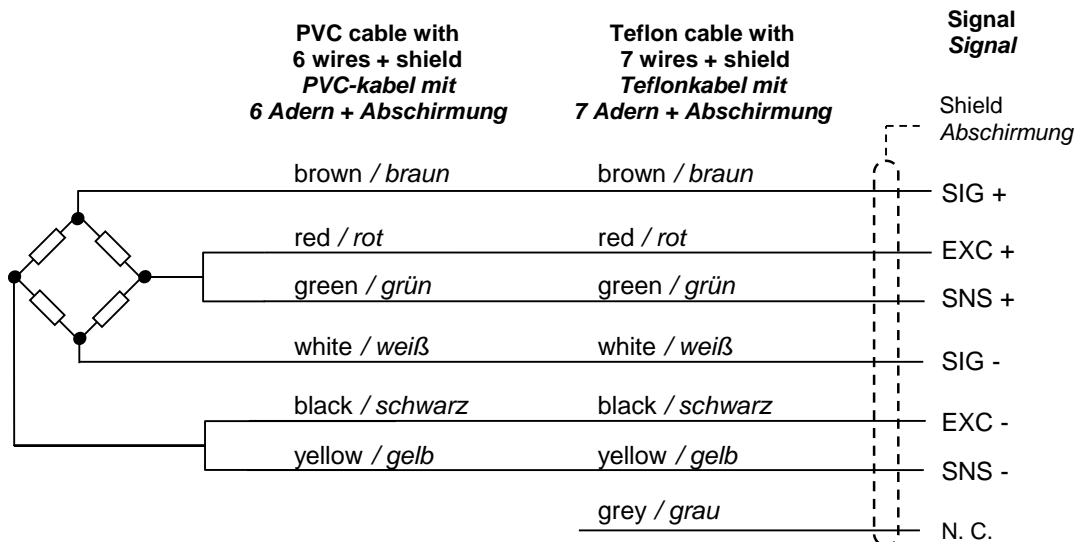 PVC cable with
6 wires + shield
PVC-kabel mit
6 Adern + Abschirmung
Teflon cable with
7 wires + shield
Teflonkabel mit
7 Adern + Abschirmung
Signal
Signal
Shield
Abschirmung
brown / braun
brown / braun
SIG +
red / rot
red / rot
EXC +
green / grün
green / grün
SNS +
white / weiß
white / weiß
SIG -
black / schwarz
black / schwarz
EXC -
yellow / gelb
yellow / gelb
SNS -
grey / grau
N. C.